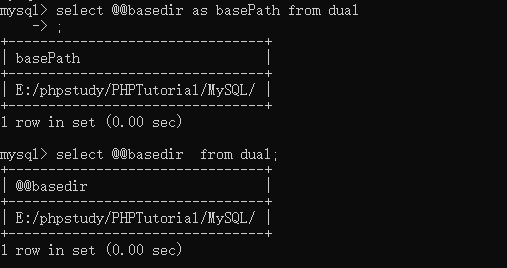 mysql> select @@basedir as basePath from dual
    -> ;
+------------------------------+
| basePath                     |
+------------------------------+
| E:/phpstudy/PHPTutorial/MySQL/ |
+------------------------------+
1 row in set (0.00 sec)
mysql> select @@basedir  from dual;
+------------------------------+
| @@basedir                    |
+------------------------------+
| E:/phpstudy/PHPTutorial/MySQL/ |
+------------------------------+
1 row in set (0.00 sec)